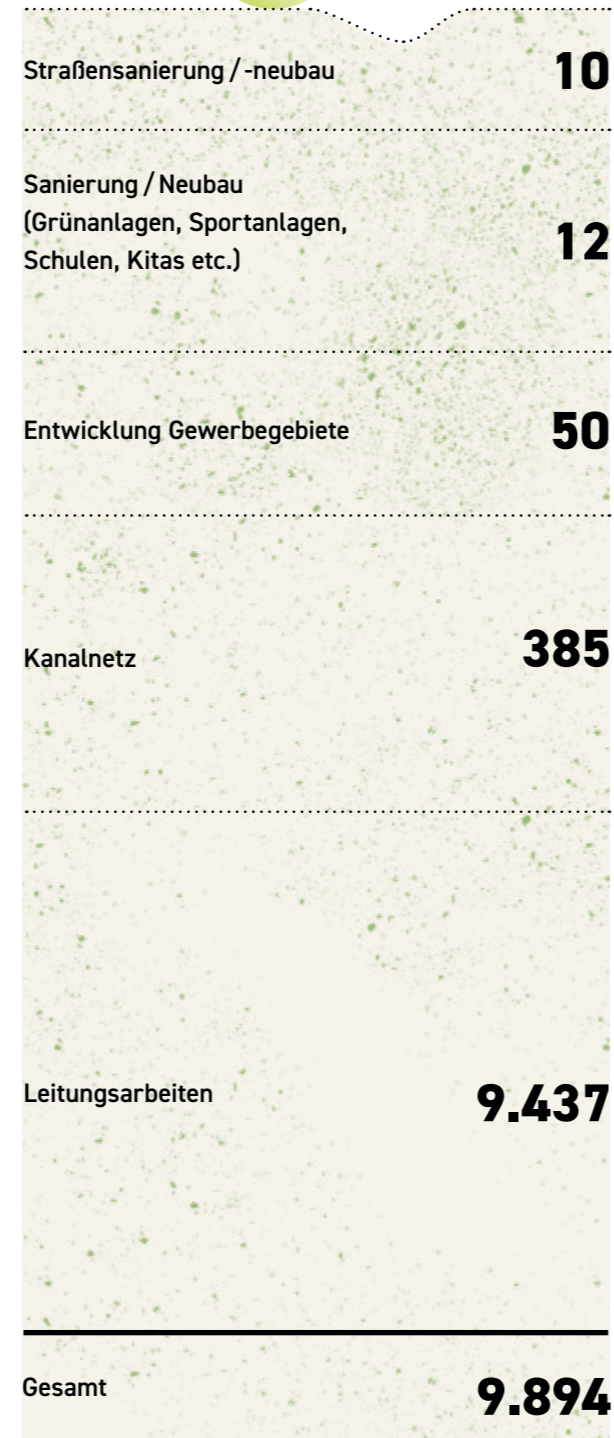 Straßensanierung / -neubau 10
Sanierung / Neubau
(Grünanlagen, Sportanlagen,
Schulen, Kitas etc.) 12
Entwicklung Gewerbegebiete 50
Kanalnetz 385
Leitungsarbeiten 9.437
Gesamt 9.894